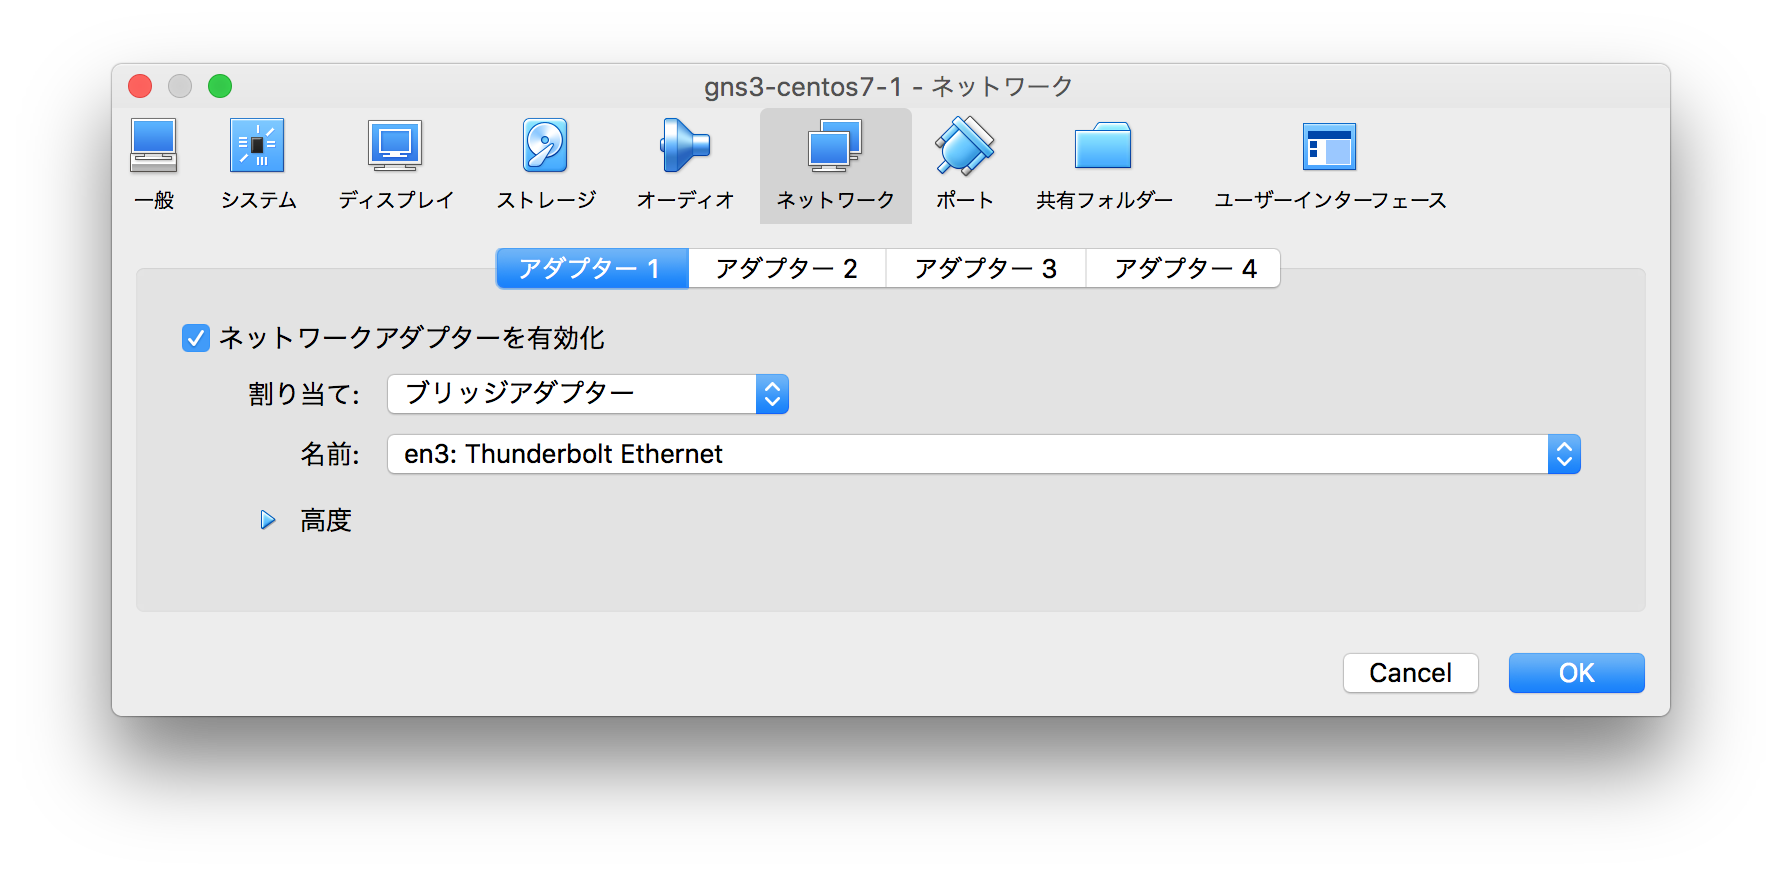 gns3-centos7-1 - ネットワーク
一般 システム ディスプレイ ストレージ オーディオ ネットワーク ポート 共有フォルダー ユーザーインターフェース
アダプター 1 アダプター 2 アダプター 3 アダプター 4
ネットワークアダプターを有効化
割り当て: ブリッジアダプター
名前: en3: Thunderbolt Ethernet
高度
Cancel OK